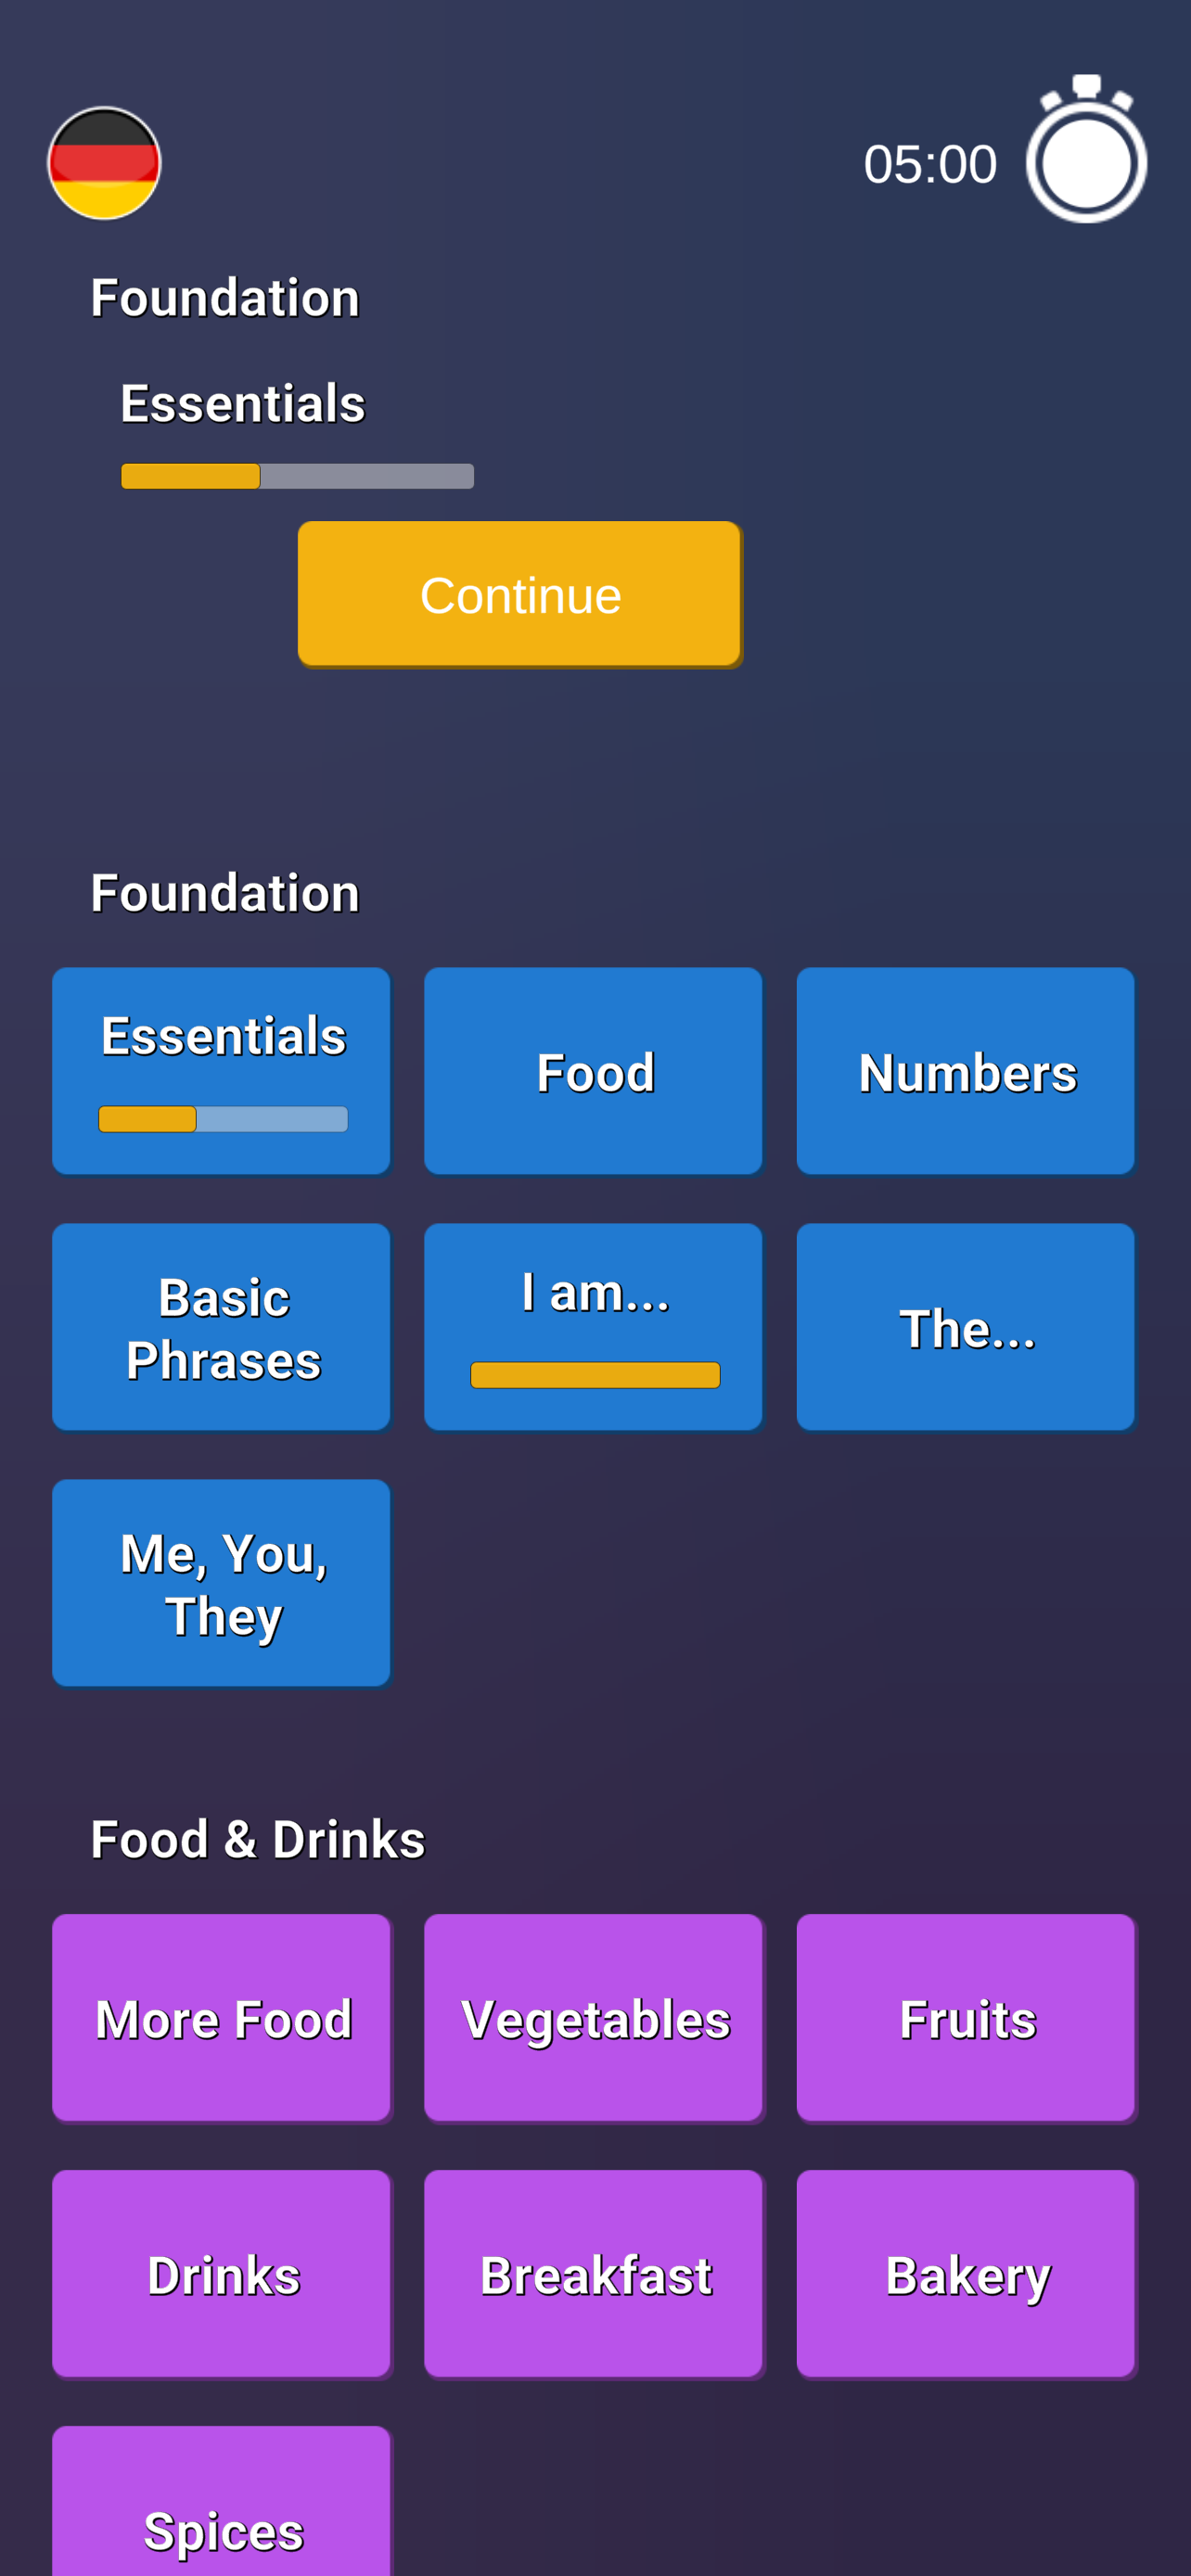 05:00
Foundation
Essentials
Continue
Foundation
Essentials
Food
Numbers
Basic
Phrases
I am...
The...
Me, You,
They
Food & Drinks
More Food
Vegetables
Fruits
Drinks
Breakfast
Bakery
Spices